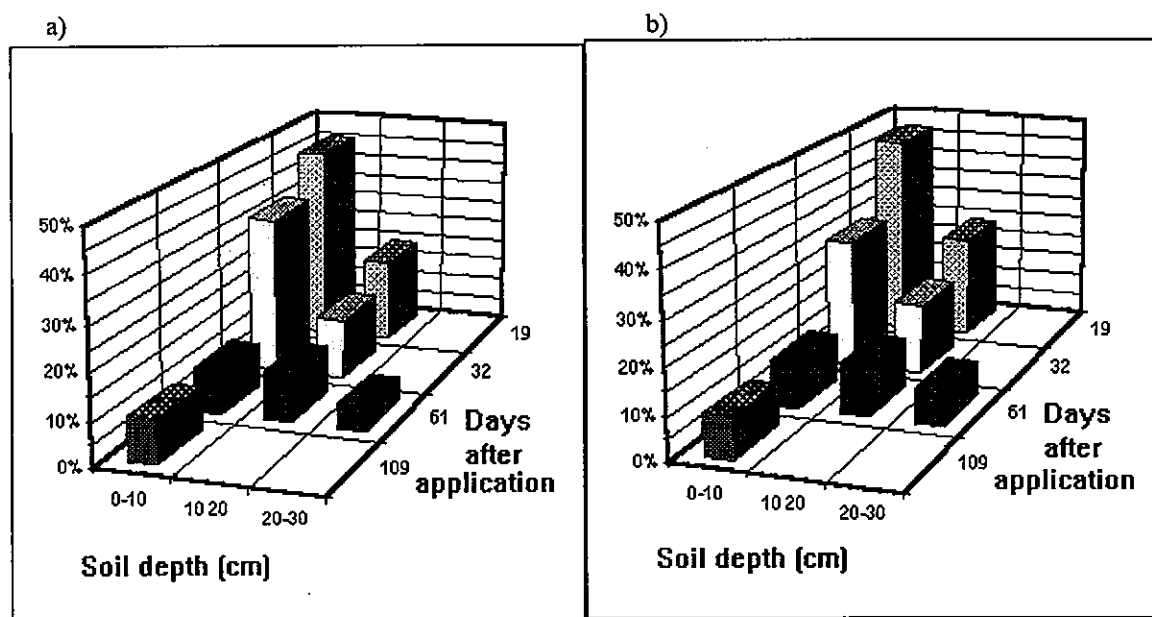 a)
50%
40%
30%
20%
10%
0%
0-10
10 20
20-30
109
61
32
19
Days
after
application
Soil depth (cm)
b)
50%
40%
30%
20%
10%
0%
0-10
10 20
20-30
109
61
32
19
Days
after
application
Soil depth (cm)